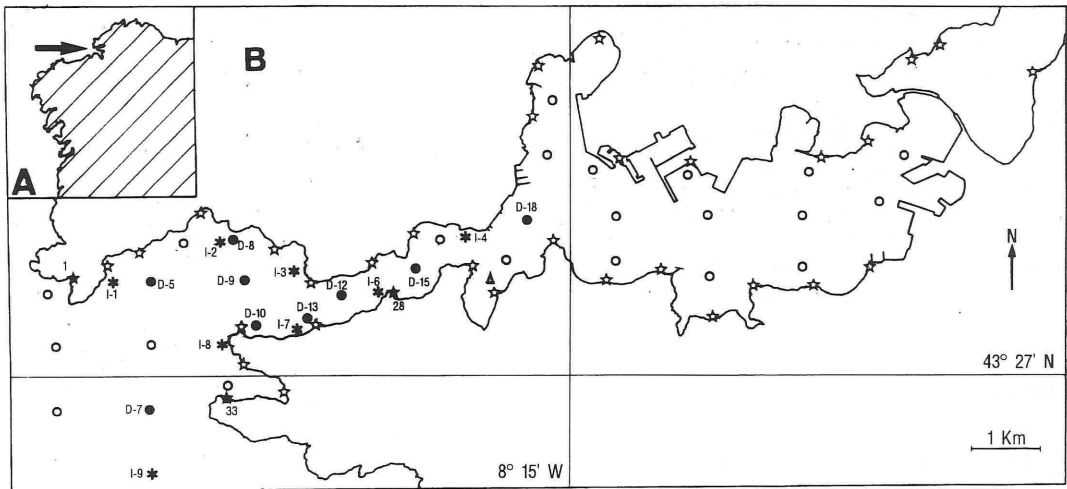 B
A
N
D-18
I-4
I-2
D-8
1
I-3
D-15
I-1
D-5
D-9
I-6
D-12
28
D-10
D-13
I-7
I-8
43° 27' N
33
D-7
1 Km
I-9
8° 15' W